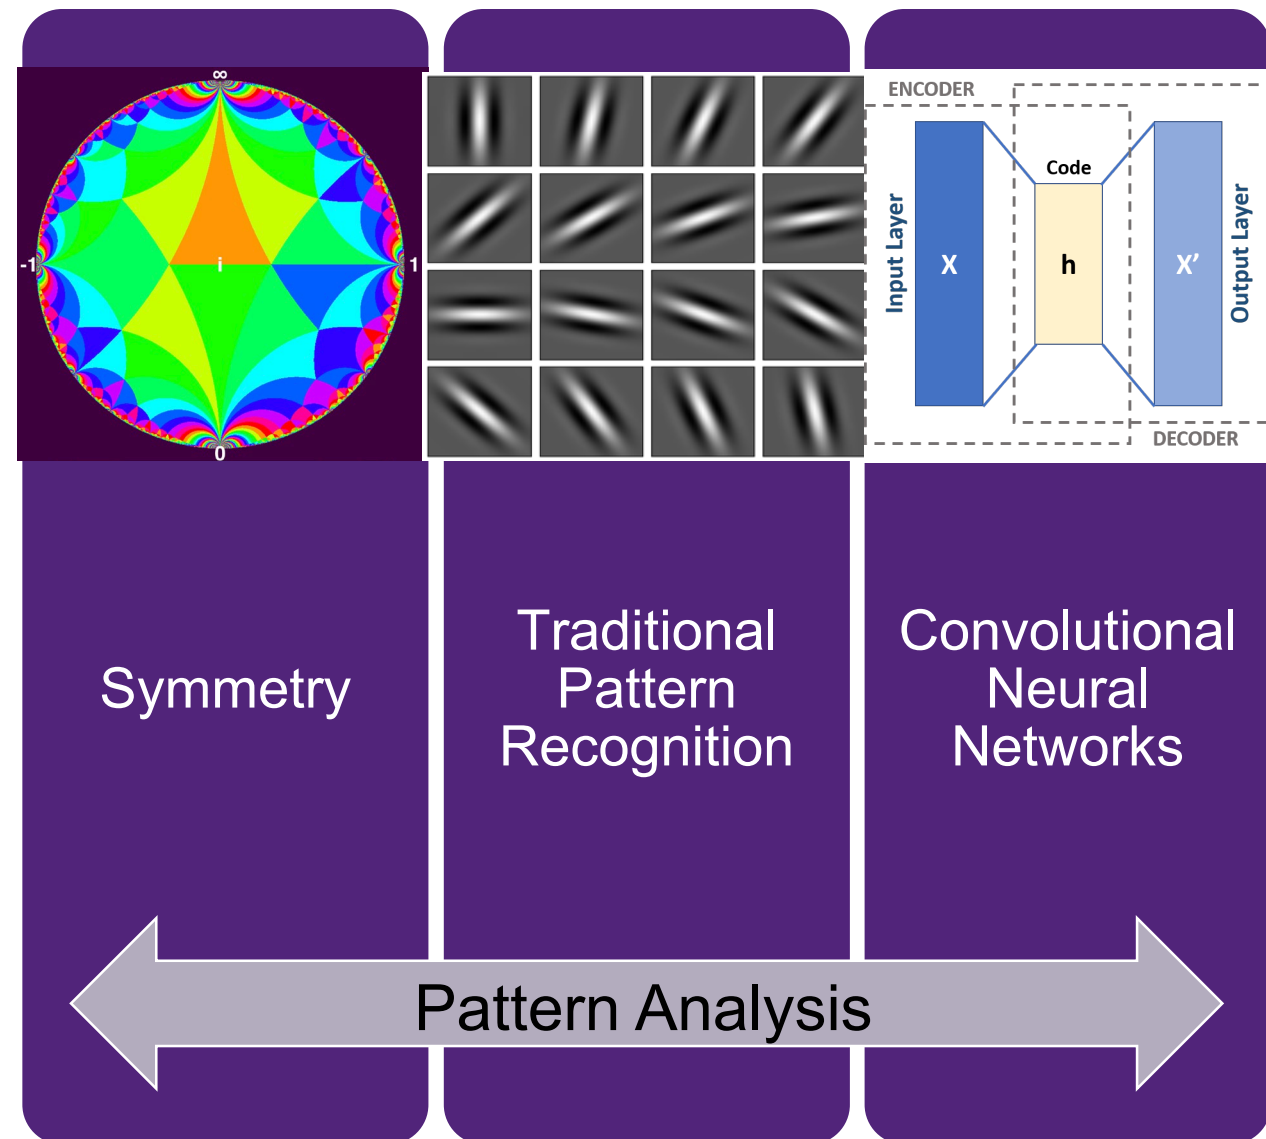 ∞
-1
i
1
0
ENCODER
Code
Input Layer
X
h
X’
Output Layer
DECODER
Symmetry
Traditional
Pattern
Recognition
Convolutional
Neural
Networks
Pattern Analysis